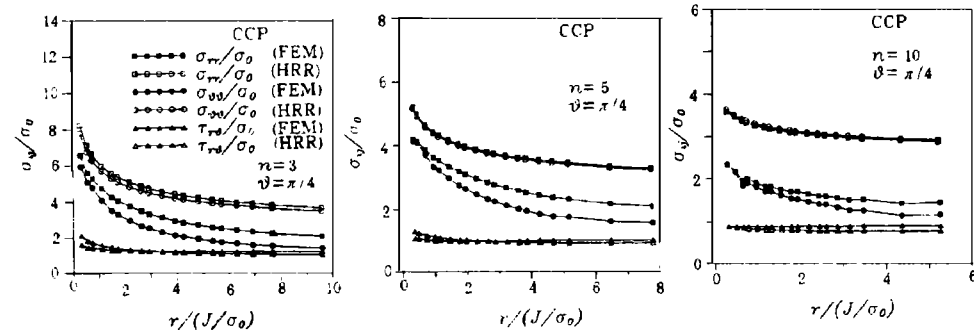 CCP
σrr/σ0 (FEM)
σrr/σ0 (HRR)
σϑϑ/σ0 (FEM)
σϑϑ/σ0 (HRR)
τrϑ/σ0 (FEM)
τrϑ/σ0 (HRR)
n=3
ϑ=π/4
14
12
10
8
6
4
2
0
σij/σ0
0 2 4 6 8 10
r/(J/σ0)
CCP
n=5
ϑ=π/4
8
6
4
2
0
σij/σ0
0 2 4 6 8
r/(J/σ0)
CCP
n=10
ϑ=π/4
6
4
2
0
σij/σ0
0 2 4 6
r/(J/σ0)